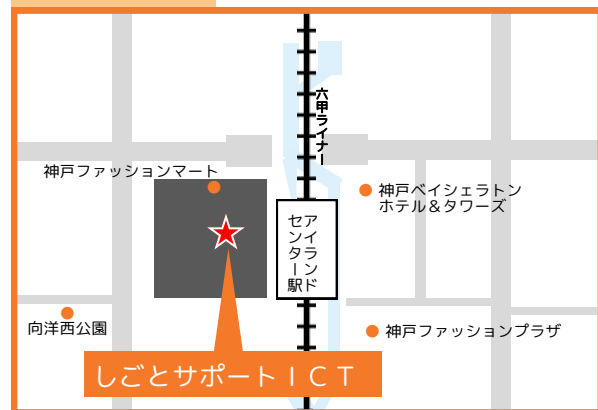 六甲ライナー
神戸ファッションマート
神戸ベイシェラトン
ホテル＆タワーズ
アイランド
センター駅
向洋西公園
神戸ファッションプラザ
しごとサポートＩＣＴ